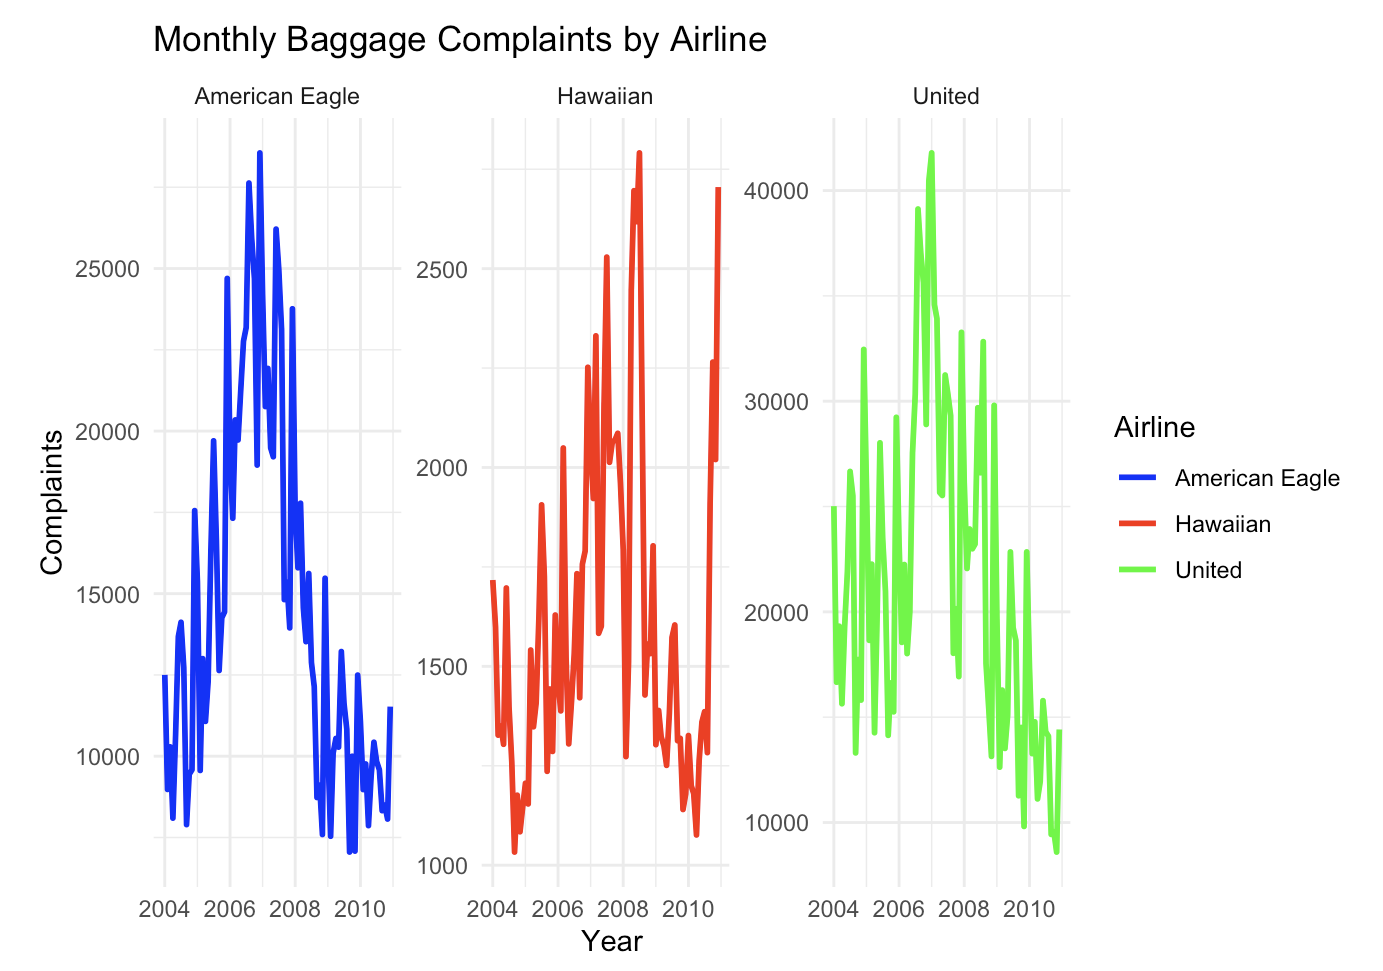 Monthly Baggage Complaints by Airline
American Eagle
Hawaiian
United
25000
20000
15000
10000
2500
2000
1500
1000
40000
30000
20000
10000
2004 2006 2008 2010
2004 2006 2008 2010
2004 2006 2008 2010
Year
Complaints
Airline
American Eagle
Hawaiian
United